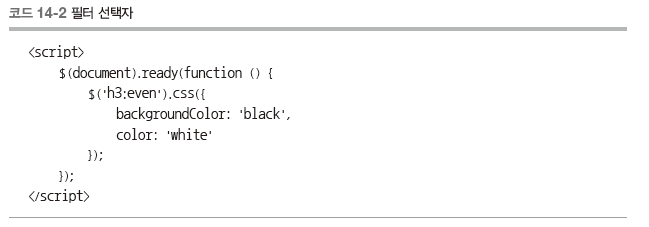 코드 14-2 필터 선택자
<script>
$(document).ready(function () {
$('h3:even').css({
backgroundColor: 'black',
color: 'white'
});
});
</script>